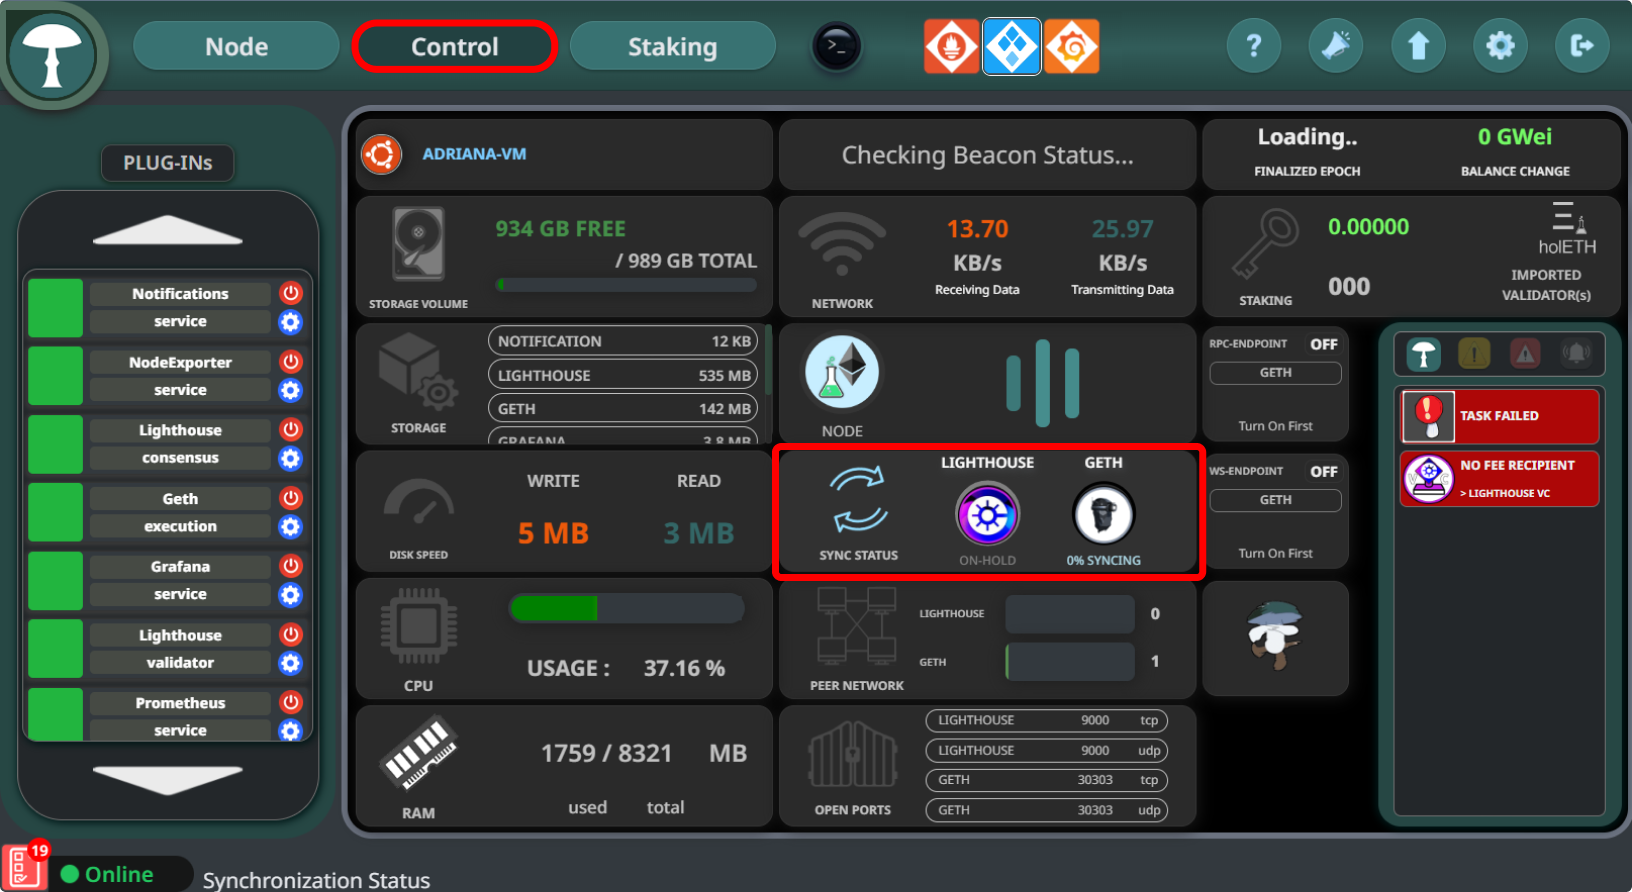 Node
Control
Staking
>_
?
PLUG-INs
Notifications
service
NodeExporter
service
Lighthouse
consensus
Geth
execution
Grafana
service
Lighthouse
validator
Prometheus
service
ADRIANA-VM
Checking Beacon Status...
Loading..
FINALIZED EPOCH
0 GWei
BALANCE CHANGE
934 GB FREE
/ 989 GB TOTAL
STORAGE VOLUME
13.70
KB/s
Receiving Data
25.97
KB/s
Transmitting Data
NETWORK
0.00000
000
STAKING
holETH
IMPORTED
VALIDATOR(s)
NOTIFICATION 12 KB
LIGHTHOUSE 535 MB
GETH 142 MB
GRAFANA 3.8 MB
STORAGE
NODE
RPC-ENDPOINT OFF
GETH
Turn On First
WRITE
5 MB
READ
3 MB
DISK SPEED
LIGHTHOUSE
ON-HOLD
GETH
0% SYNCING
SYNC STATUS
WS-ENDPOINT OFF
GETH
Turn On First
TASK FAILED
NO FEE RECIPIENT
> LIGHTHOUSE VC
V C
USAGE : 37.16 %
CPU
LIGHTHOUSE 0
GETH 1
PEER NETWORK
1759 / 8321 MB
used total
RAM
LIGHTHOUSE 9000 tcp
LIGHTHOUSE 9000 udp
GETH 30303 tcp
GETH 30303 udp
OPEN PORTS
19
Online
Synchronization Status